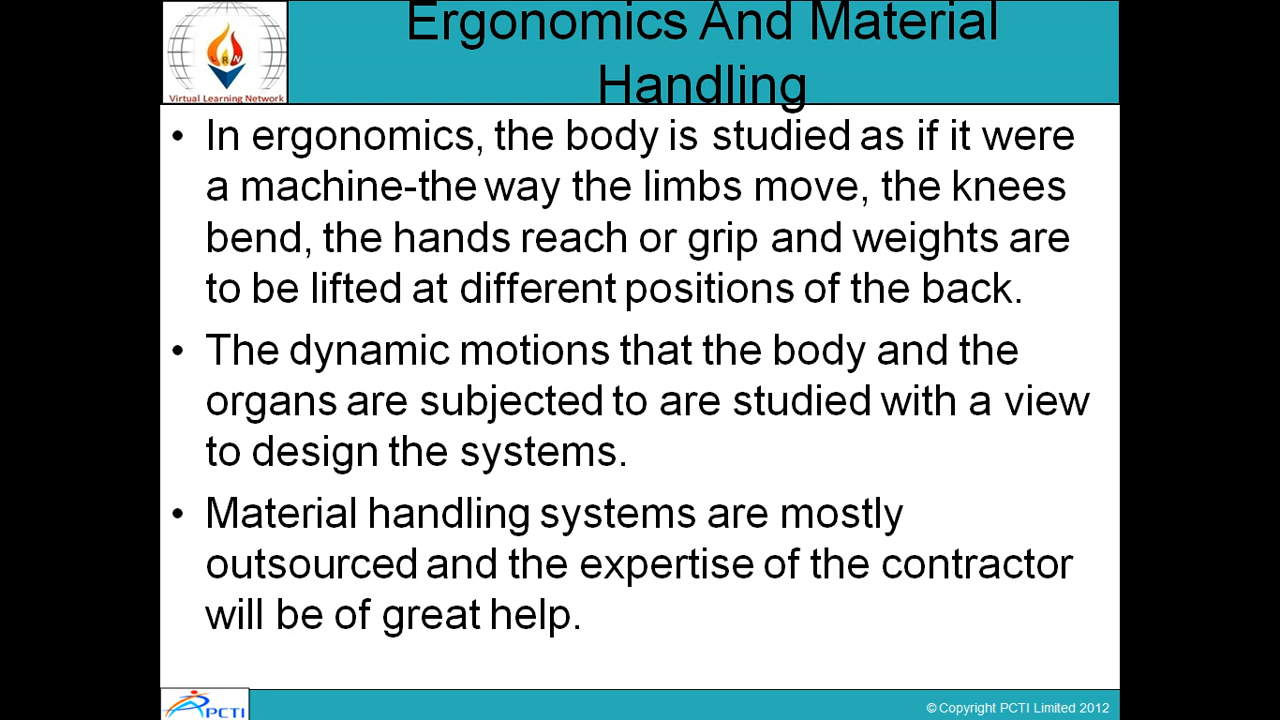 Ergonomics And Material
Handling
VLRN
Virtual Learning Network
• In ergonomics, the body is studied as if it were
a machine-the way the limbs move, the knees
bend, the hands reach or grip and weights are
to be lifted at different positions of the back.
• The dynamic motions that the body and the
organs are subjected to are studied with a view
to design the systems.
• Material handling systems are mostly
outsourced and the expertise of the contractor
will be of great help.
PCTI
© Copyright PCTI Limited 2012